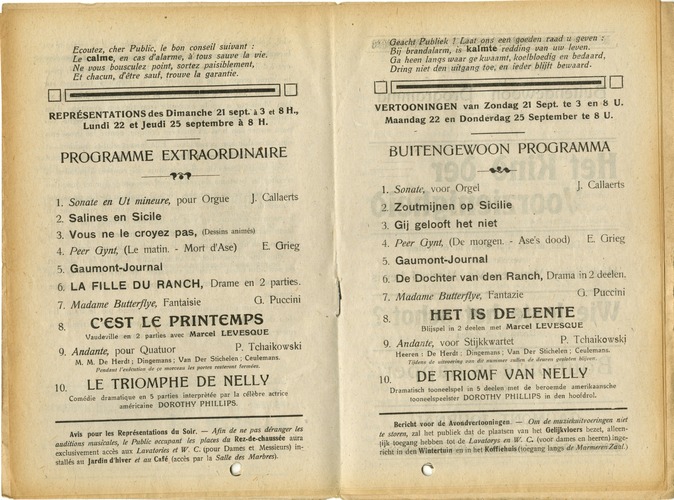 Ecoutez, cher Public, le bon conseil suivant :
Le calme, en cas d'alarme, à tous sauve la vie.
Ne vous bousculez point, sortez paisiblement,
Et chacun, d'être sauf, trouve la garantie.
REPRÉSENTATIONS des Dimanche 21 sept. à 3 et 8 H.,
Lundi 22 et Jeudi 25 septembre à 8 H.
PROGRAMME EXTRAORDINAIRE
1. Sonate en Ut mineure, pour Orgue J. Callaerts
2. Salines en Sicile
3. Vous ne le croyez pas, (Dessins animés)
4. Peer Gynt, (Le matin. - Mort d'Ase) E. Grieg
5. Gaumont-Journal
6. LA FILLE DU RANCH, Drame en 2 parties.
7. Madame Butterflye, Fantaisie G. Puccini
8. C'EST LE PRINTEMPS
Vaudeville en 2 parties avec Marcel LEVESQUE
9. Andante, pour Quatuor P. Tchaikowski
M. M. De Herdt ; Dingemans ; Van Der Stichelen ; Ceulemans.
Pendant l'exécution de ce morceau les portes resteront fermées.
10. LE TRIOMPHE DE NELLY
Comédie dramatique en 5 parties interprétée par la célèbre actrice
américaine DOROTHY PHILLIPS.
Avis pour les Représentations du Soir. — Afin de ne pas déranger les
auditions musicales, le Public occupant les places du Rez-de-chaussée aura
exclusivement accès aux Lavatories et W. C. (pour Dames et Messieurs) in-
stallés au Jardin d'hiver et au Café (accès par la Salle des Marbres).
Geacht Publiek ! Laat ons een goeden raad u geven :
Bij brandalarm, is kalmte redding van uw leven.
Ga heen langs waar ge kwaamt, koelbloedig en bedaard,
Dring niet den uitgang toe, en ieder blijft bewaard.
VERTOONINGEN van Zondag 21 Sept. te 3 en 8 U.
Maandag 22 en Donderdag 25 September te 8 U.
BUITENGEWOON PROGRAMMA
1. Sonate, voor Orgel J. Callaerts
2. Zoutmijnen op Sicilie
3. Gij gelooft het niet
4. Peer Gynt, (De morgen. - Ase's dood) E. Grieg
5. Gaumont-Journal
6. De Dochter van den Ranch, Drama in 2 deelen.
7. Madame Butterflye, Fantazie G. Puccini
8. HET IS DE LENTE
Blijspel in 2 deelen met Marcel LEVESQUE
9. Andante, voor Stijkkwartet P. Tchaikowski
Heeren : De Herdt ; Dingemans ; Van Der Stichelen ; Ceulemans.
Tijdens de uitvoering van dit nummer zullen de deuren gesloten blijven.
10. DE TRIOMF VAN NELLY
Dramatisch tooneelspel in 5 deelen met de beroemde amerikaansche
tooneelspeelster DOROTHY PHILLIPS in den hoofdrol.
Bericht voor de Avondvertooningen. — Om de muziekuitvoeringen niet
te storen, zal het publiek dat de plaatsen van het Gelijkvloers bezet, alleen-
lijk toegang hebben tot de Lavatorys en W. C. (voor dames en heeren) inge-
richt in den Wintertuin en in het Koffiehuis (toegang langs de Marmeren Zaal.)